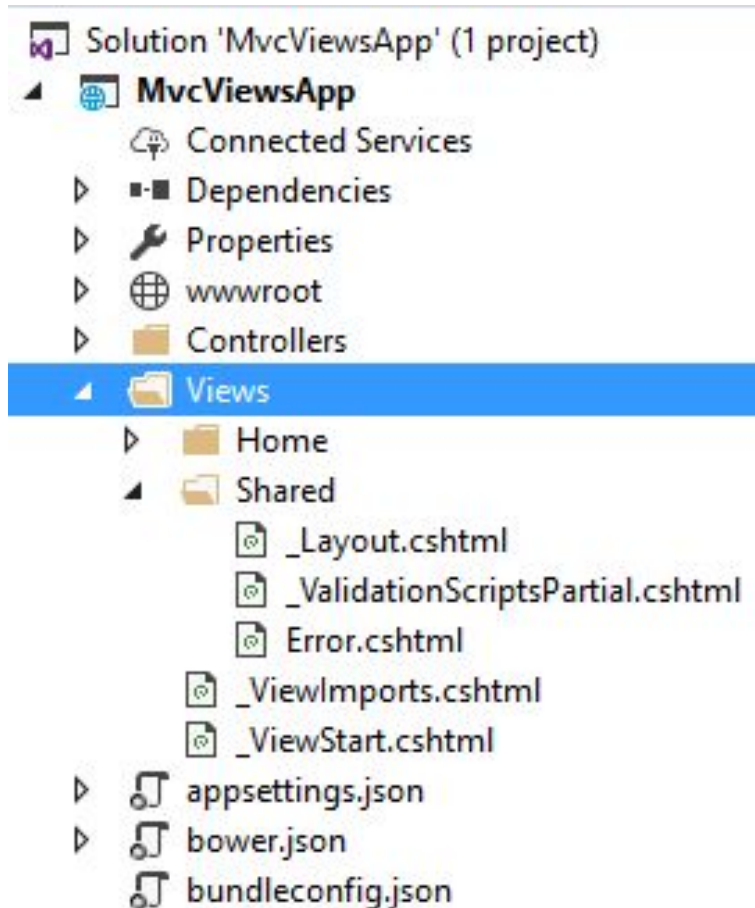 Solution 'MvcViewsApp' (1 project)
MvcViewsApp
Connected Services
Dependencies
Properties
wwwroot
Controllers
Views
Home
Shared
_Layout.cshtml
_ValidationScriptsPartial.cshtml
Error.cshtml
_ViewImports.cshtml
_ViewStart.cshtml
appsettings.json
bower.json
bundleconfig.json